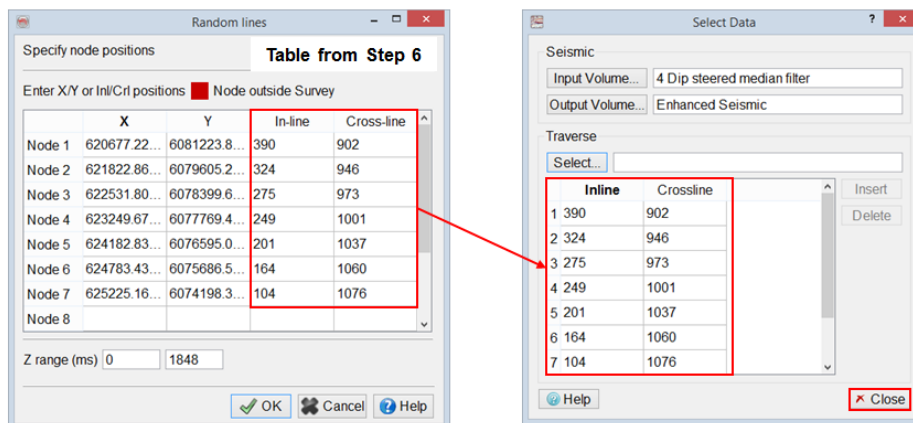 Random lines
Specify node positions
Table from Step 6
Enter X/Y or Inl/Crl positions Node outside Survey
X Y In-line Cross-line
Node 1 620677.22... 6081223.8... 390 902
Node 2 621822.86... 6079605.2... 324 946
Node 3 622531.80... 6078399.6... 275 973
Node 4 623249.67... 6077769.4... 249 1001
Node 5 624182.83... 6076595.0... 201 1037
Node 6 624783.43... 6075686.5... 164 1060
Node 7 625225.16... 6074198.3... 104 1076
Node 8
Z range (ms) 0 1848
OK Cancel Help
Select Data ?
Seismic
Input Volume... 4 Dip steered median filter
Output Volume... Enhanced Seismic
Traverse
Select...
Inline Crossline
1 390 902
2 324 946
3 275 973
4 249 1001
5 201 1037
6 164 1060
7 104 1076
Insert
Delete
Help Close